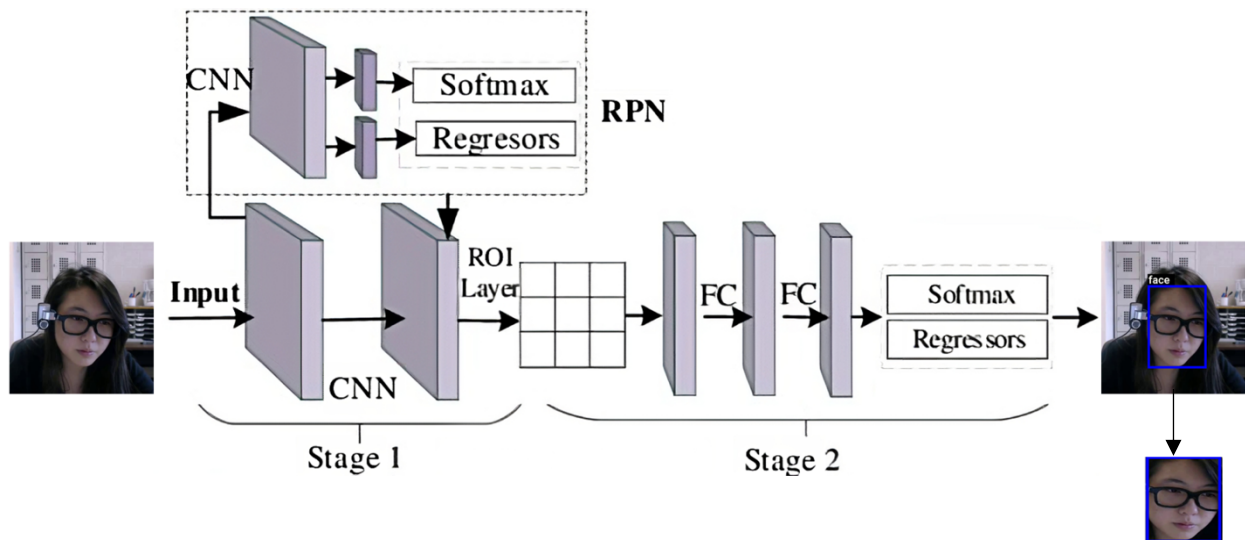 CNN
Softmax
RPN
Regresors
Input
ROI
Layer
CNN
FC
FC
Softmax
Regressors
face
Stage 1
Stage 2